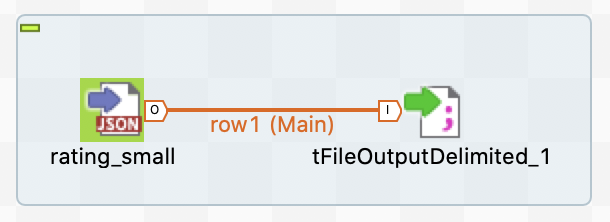 JSON
O
I
;
row1 (Main)
rating_small
tFileOutputDelimited_1